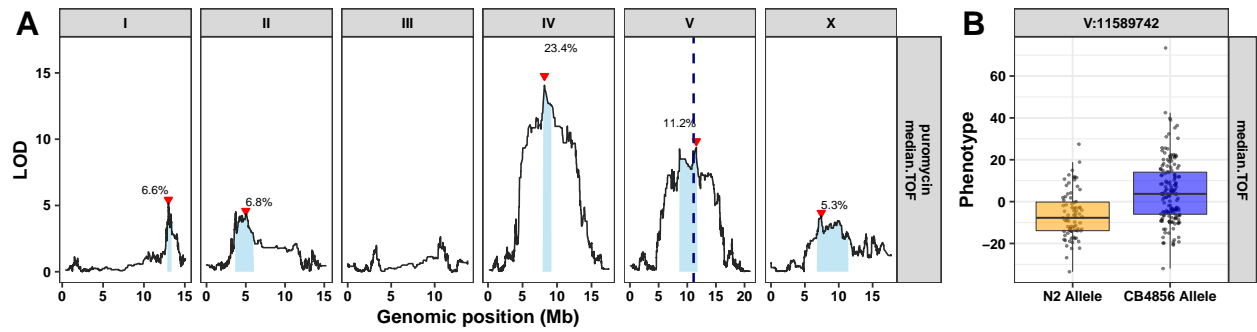 A
I II III IV V X
LOD
15
10
5
0
6.6%
6.8%
23.4%
11.2%
5.3%
0 5 10 15
0 5 10 15
0 5 10 15
0 5 10 15
0 5 10 15 20
0 5 10 15
Genomic position (Mb)
puromycin
median.TOF
B
V:11589742
Phenotype
60
40
20
0
−20
N2 Allele CB4856 Allele
median.TOF